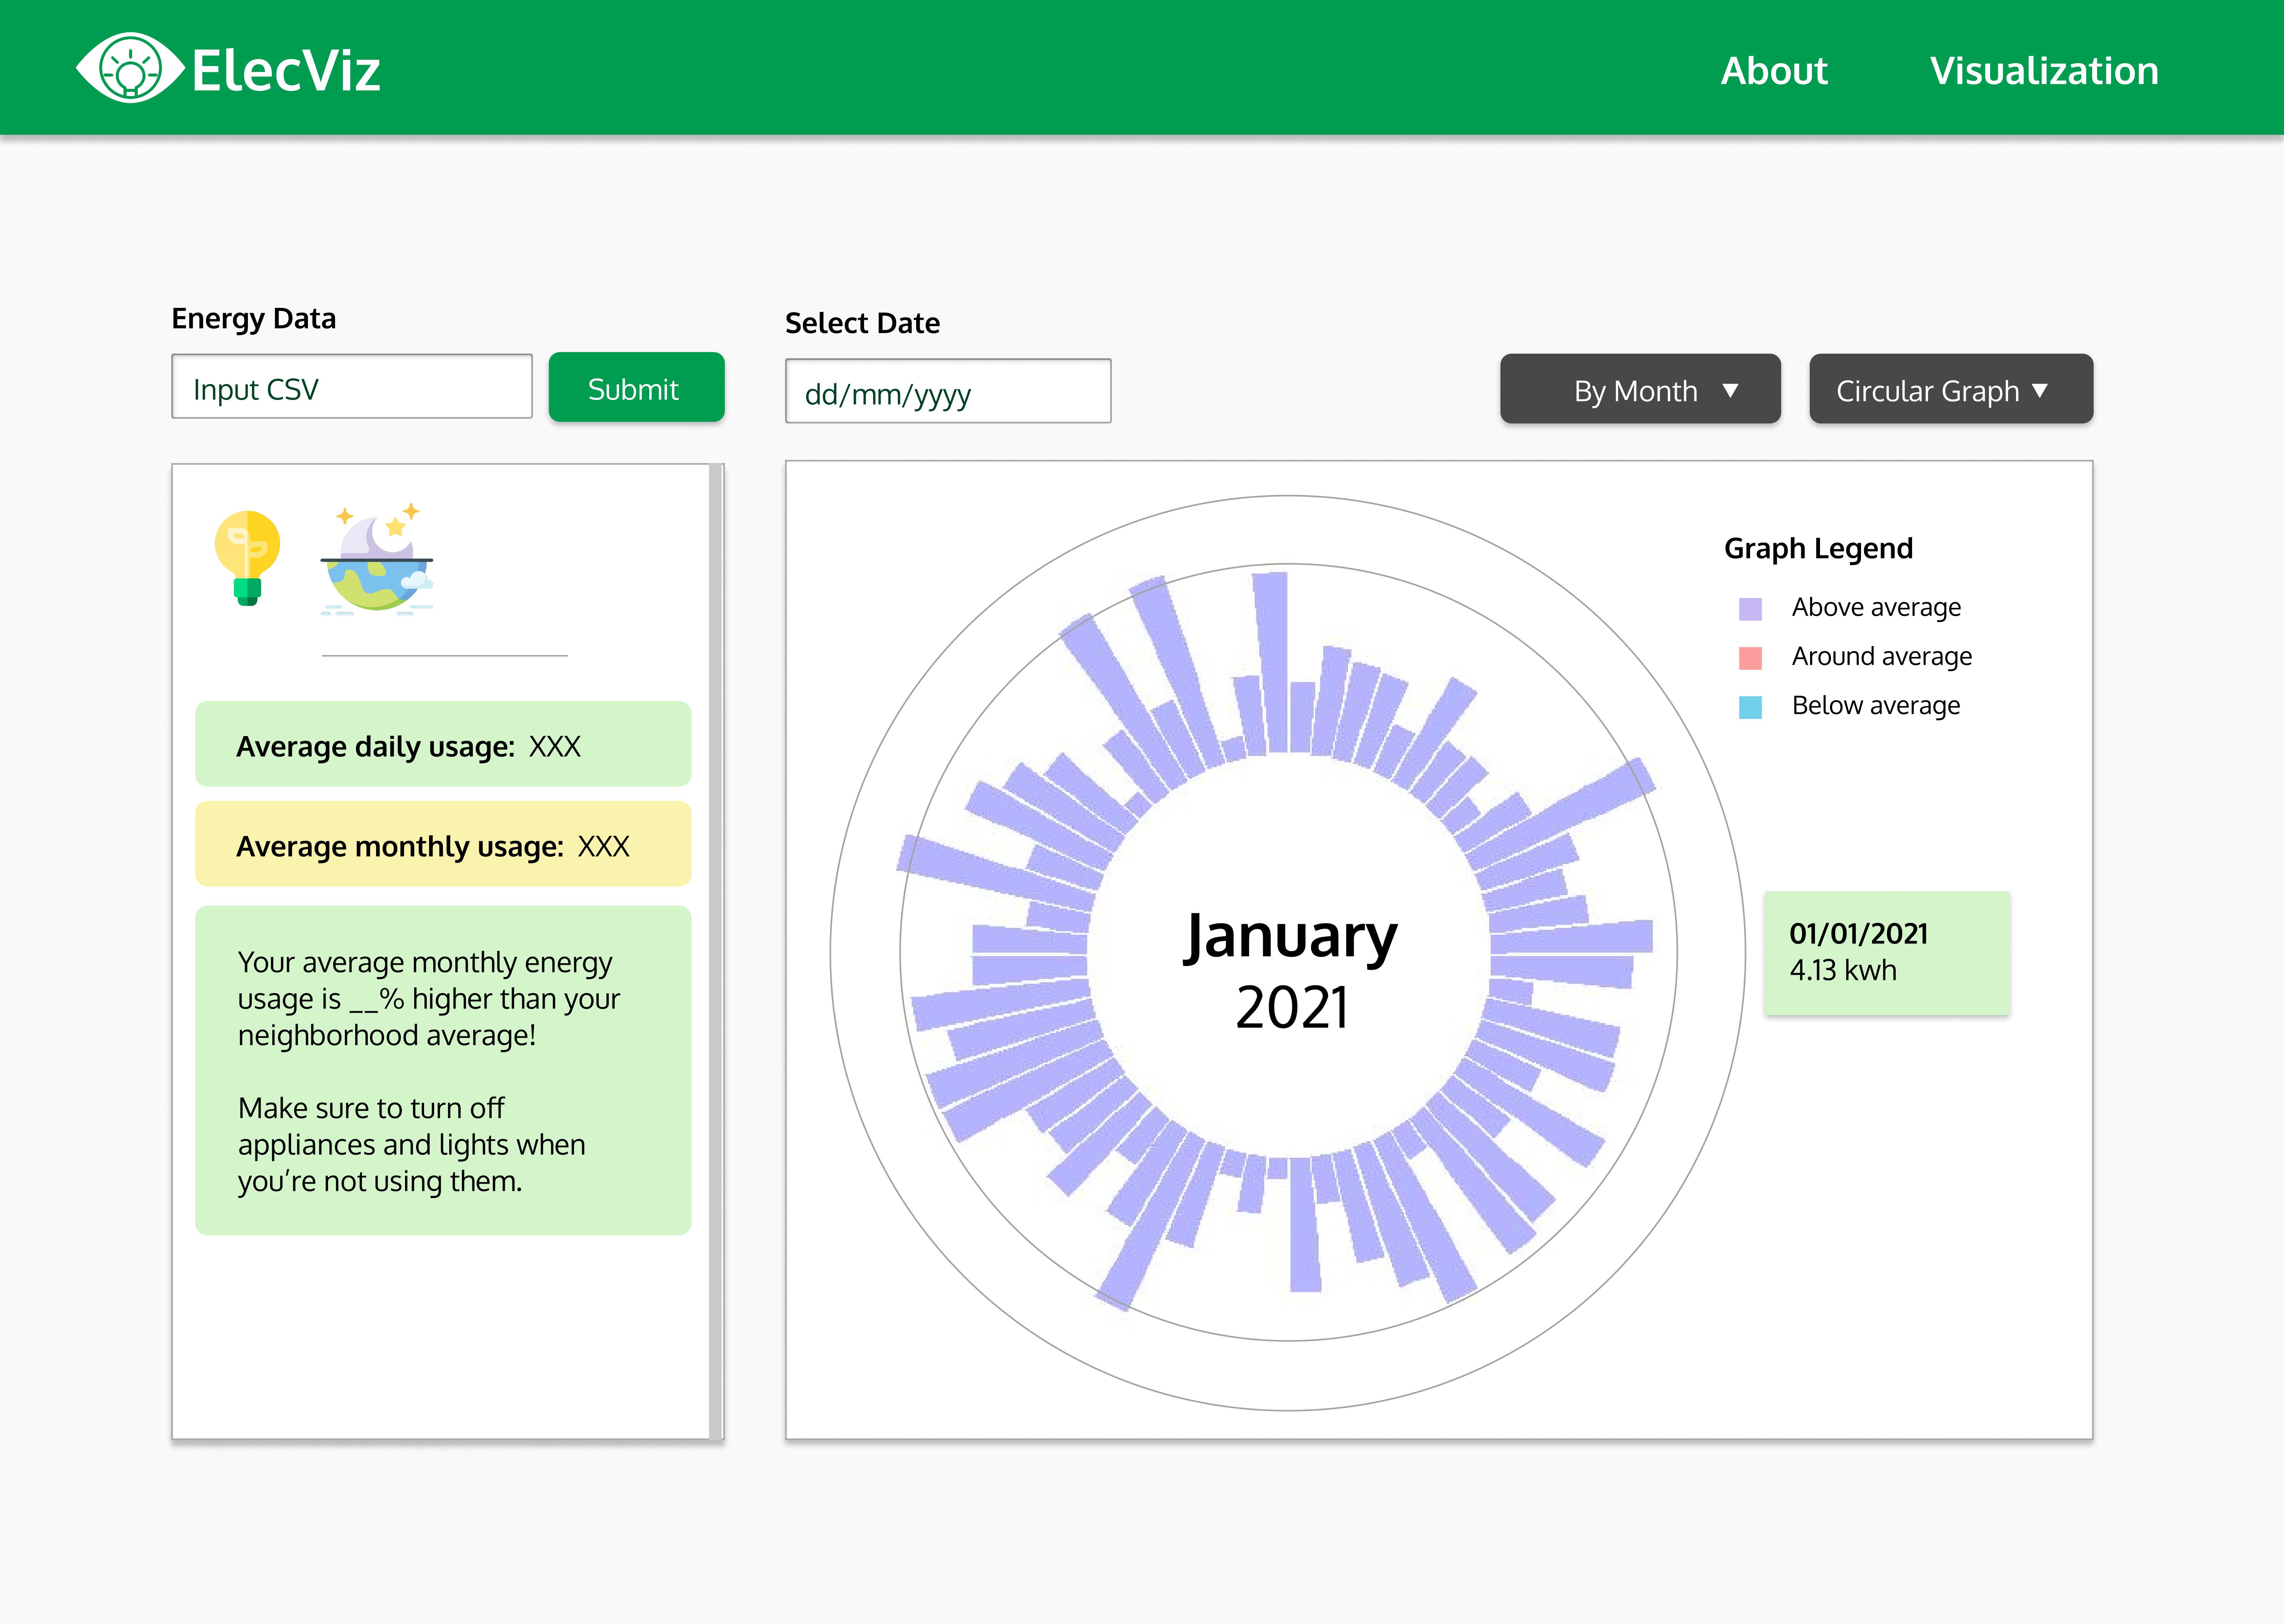 ElecViz
About
Visualization
Energy Data
Input CSV
Submit
Select Date
dd/mm/yyyy
By Month
Circular Graph
Average daily usage: XXX
Average monthly usage: XXX
Your average monthly energy
usage is __% higher than your
neighborhood average!
Make sure to turn off
appliances and lights when
you’re not using them.
January
2021
Graph Legend
Above average
Around average
Below average
01/01/2021
4.13 kwh